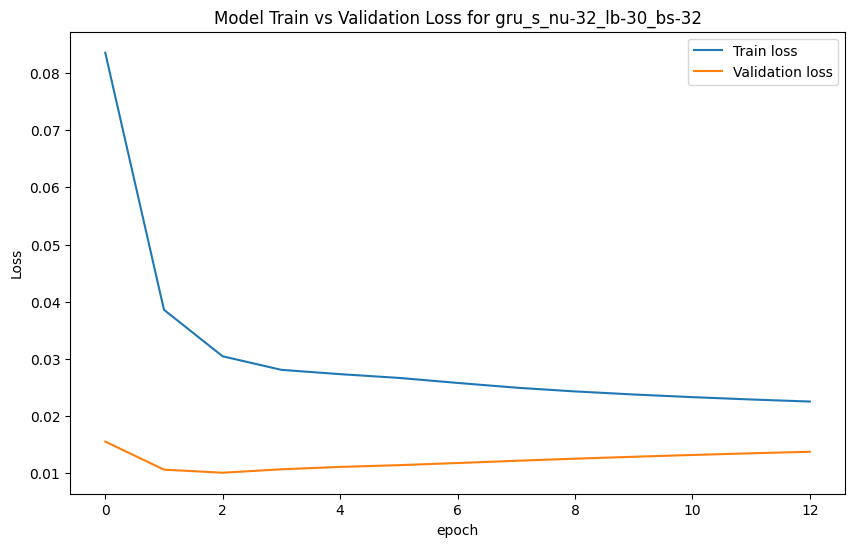 Model Train vs Validation Loss for gru_s_nu-32_lb-30_bs-32
Train loss
Validation loss
0.08
0.07
0.06
0.05
0.04
0.03
0.02
0.01
Loss
0 2 4 6 8 10 12
epoch